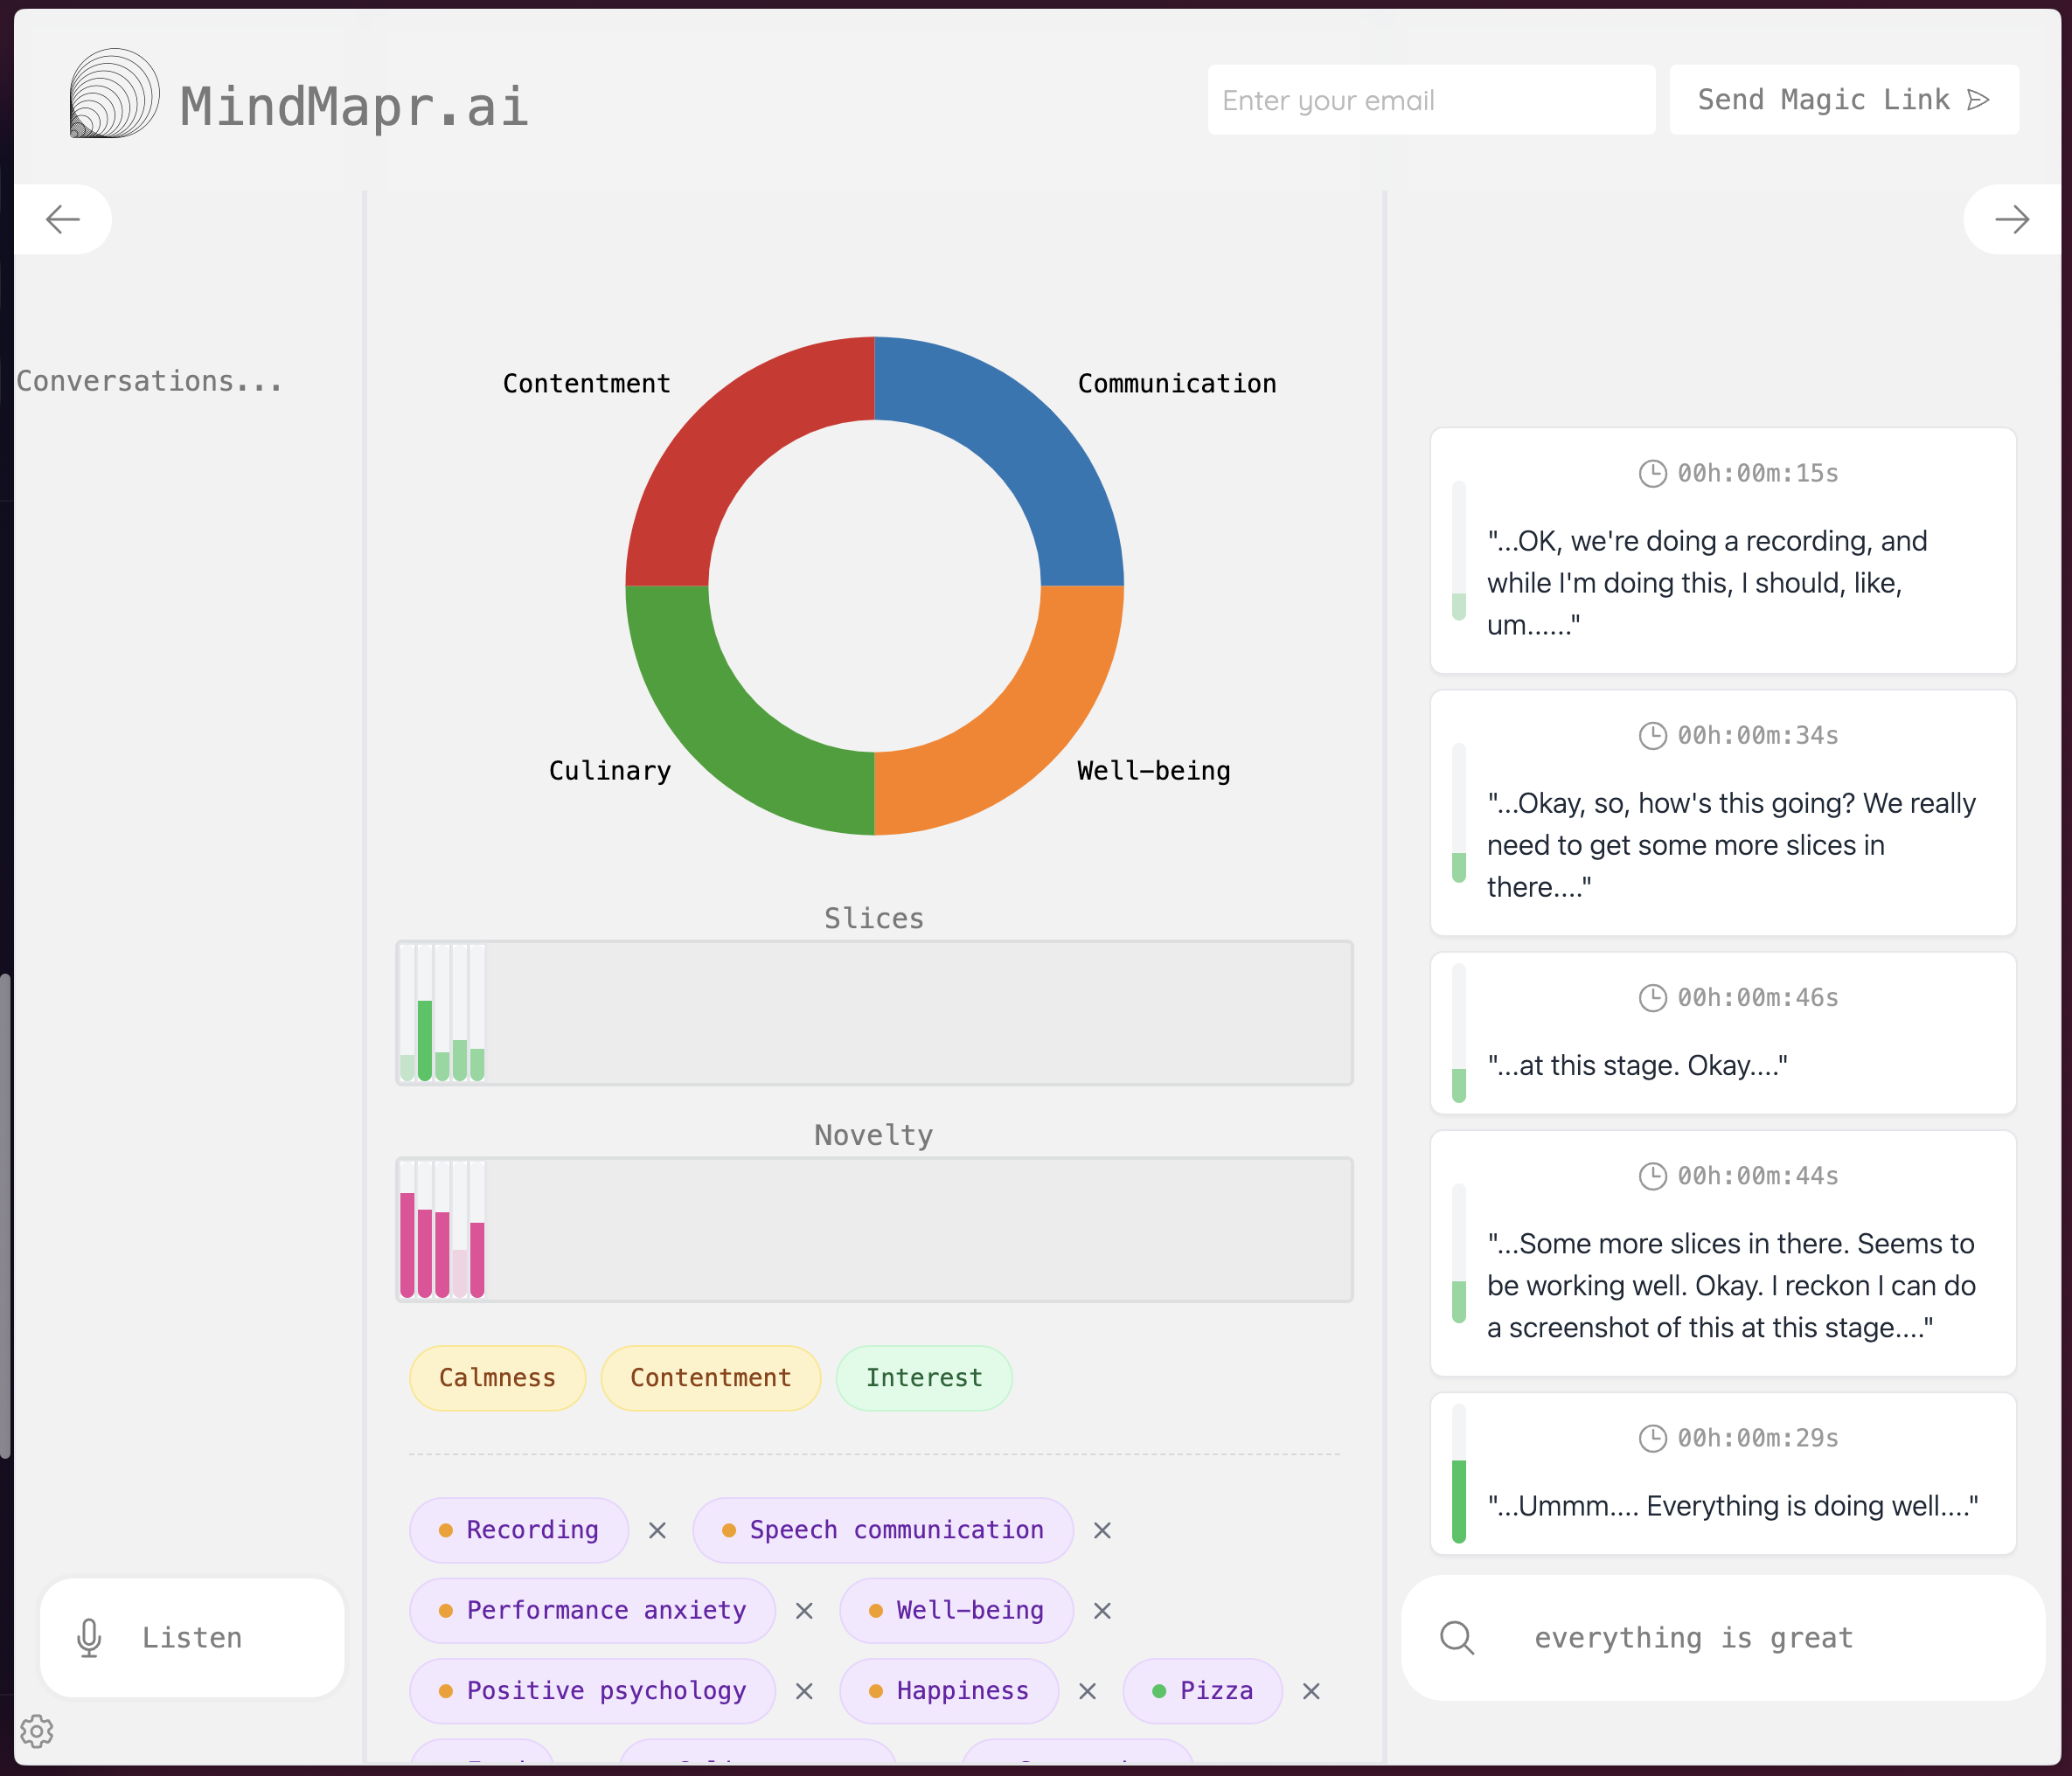 MindMapr.ai
Enter your email
Send Magic Link
Conversations...
Contentment
Communication
Culinary
Well-being
Slices
Novelty
Calmness
Contentment
Interest
Recording
Speech communication
Performance anxiety
Well-being
Positive psychology
Happiness
Pizza
00h:00m:15s
"...OK, we're doing a recording, and
while I'm doing this, I should, like,
um......"
00h:00m:34s
"...Okay, so, how's this going? We really
need to get some more slices in
there...."
00h:00m:46s
"...at this stage. Okay...."
00h:00m:44s
"...Some more slices in there. Seems to
be working well. Okay. I reckon I can do
a screenshot of this at this stage...."
00h:00m:29s
"...Ummm.... Everything is doing well...."
Listen
everything is great